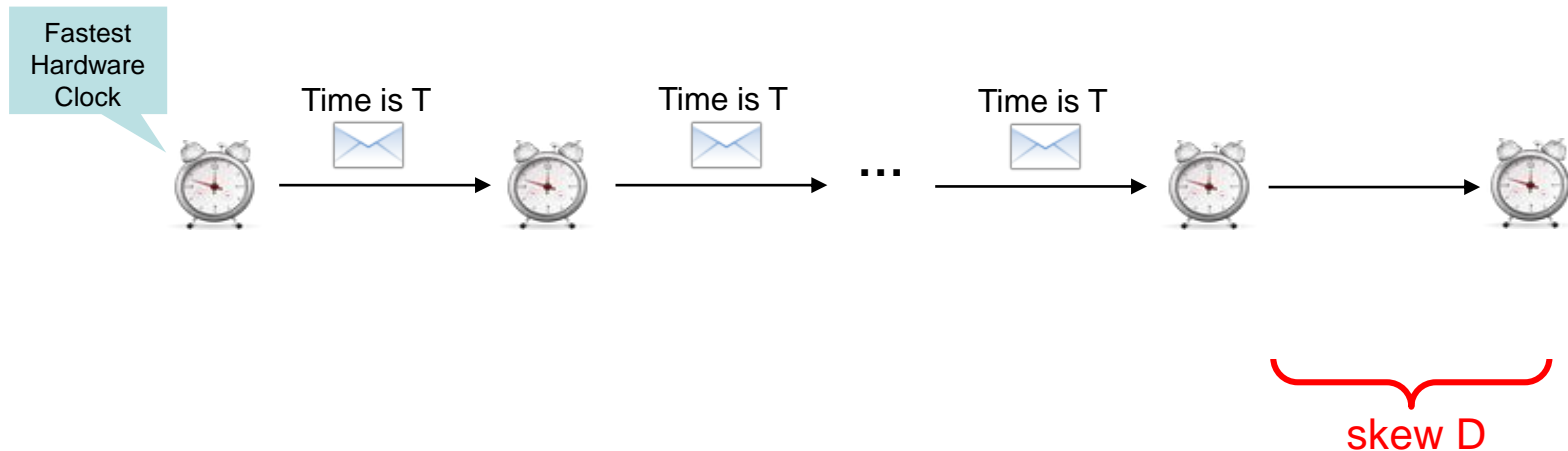 Fastest
Hardware
Clock
Time is T
Time is T
...
Time is T
skew D